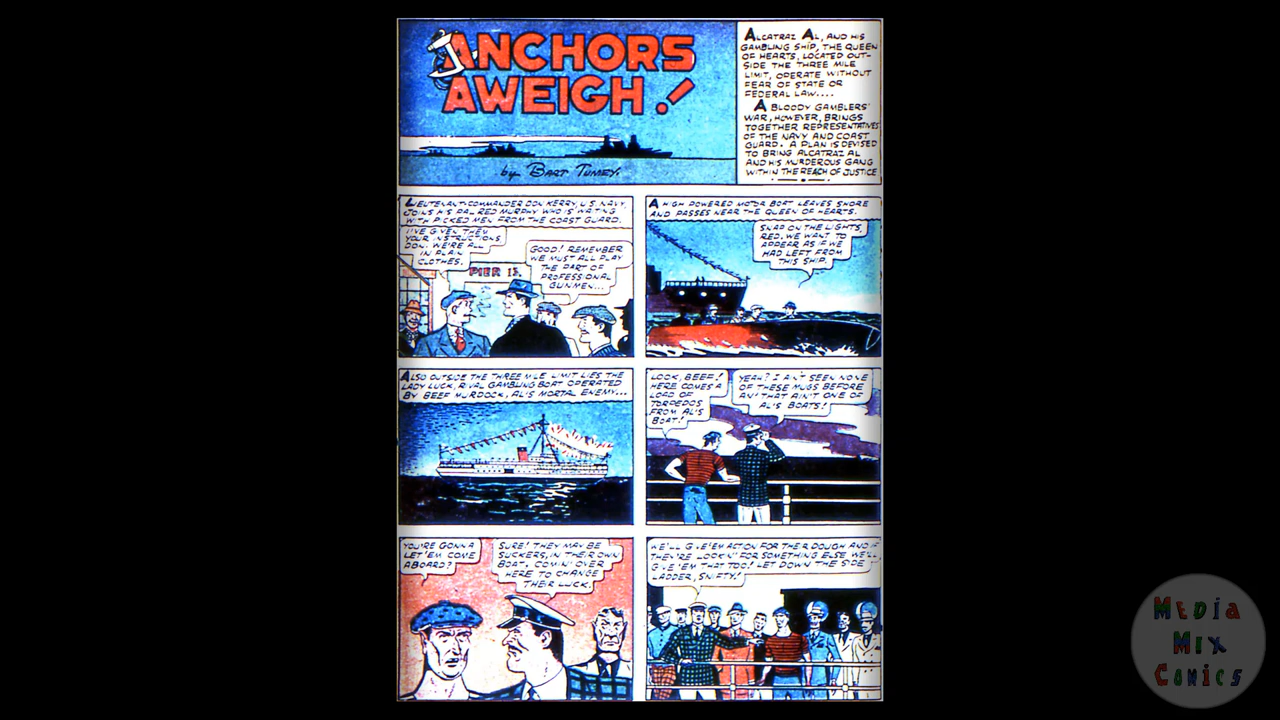 ANCHORS
AWEIGH!
by BART TUMEY.
ALCATRAZ AL, AND HIS
GAMBLING SHIP, THE QUEEN
OF HEARTS, LOCATED OUT-
SIDE THE THREE MILE
LIMIT, OPERATE WITHOUT
FEAR OF STATE OR
FEDERAL LAW....
A BLOODY GAMBLERS'
WAR, HOWEVER, BRINGS
TOGETHER REPRESENTATIVES
OF THE NAVY AND COAST
GUARD. A PLAN IS DEVISED
TO BRING ALCATRAZ AL
AND HIS MURDEROUS GANG
WITHIN THE REACH OF JUSTICE
LIEUTENANT-COMMANDER DON KERRY, U.S. NAVY,
JOINS HIS PAL RED MURPHY WHO IS WAITING
WITH PICKED MEN FROM THE COAST GUARD.
I'VE GIVEN THEM
YOUR INSTRUCTIONS
DON. WE'RE ALL
IN PLAIN
CLOTHES.
GOOD! REMEMBER
WE MUST ALL PLAY
THE PART OF
PROFESSIONAL
GUNMEN...
PIER 13.
A HIGH POWERED MOTOR BOAT LEAVES SHORE
AND PASSES NEAR THE QUEEN OF HEARTS.
SNAP ON THE LIGHTS,
RED. WE WANT TO
APPEAR AS IF WE
HAD LEFT FROM
THIS SHIP.
ALSO OUTSIDE THE THREE MILE LIMIT LIES THE
LADY LUCK, RIVAL GAMBLING BOAT OPERATED
BY BEEF MURDOCK, AL'S MORTAL ENEMY...
LOOK, BEEF!
HERE COMES A
LOAD OF
TORPEDOS
FROM AL'S
BOAT!
YEAH? I AIN'T SEEN NONE
OF THESE MUGS BEFORE
AN' THAT AIN'T ONE OF
AL'S BOATS!
YOU'RE GONNA
LET 'EM COME
ABOARD?
SURE! THEY MAY BE
SUCKERS, IN THEIR OWN
BOAT. COMIN' OVER
HERE TO CHANGE
THEIR LUCK.
WE'LL GIVE 'EM ACTION FOR THEIR DOUGH AND IF
THEY'RE LOOKIN' FOR SOMETHING ELSE WE'LL
GIVE 'EM THAT TOO! LET DOWN THE SIDE
LADDER, SNIFTY!
MEDiA
MiX
COMiCS